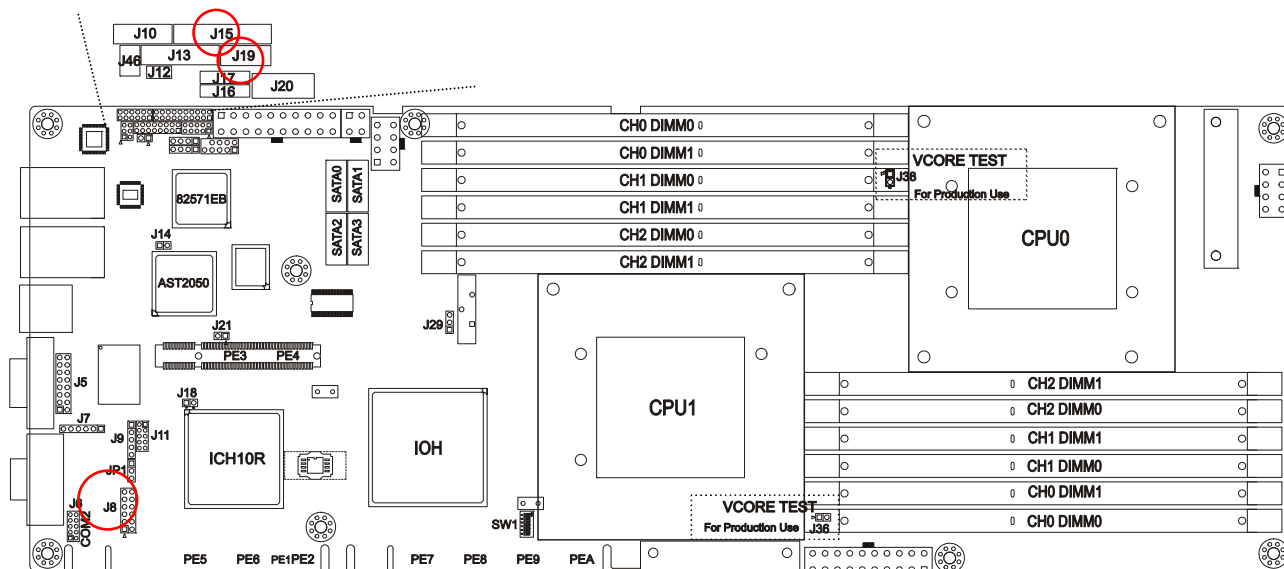 J10 J15
J46 J13 J19
J12 J17
J16 J20
CH0 DIMM0
CH0 DIMM1
CH1 DIMM0
CH1 DIMM1
CH2 DIMM0
CH2 DIMM1
VCORE TEST
J38
For Production Use
CPU0
82571EB
SATA0 SATA1
SATA2 SATA3
J14
AST2050
J21
J29
PE3 PE4
J5
J18
J7
J9 J11
JP1
J8
J6
COM2
ICH10R
IOH
CPU1
SW1
VCORE TEST
For Production Use
J36
CH2 DIMM1
CH2 DIMM0
CH1 DIMM1
CH1 DIMM0
CH0 DIMM1
CH0 DIMM0
PE5 PE6 PE1 PE2 PE7 PE8 PE9 PEA